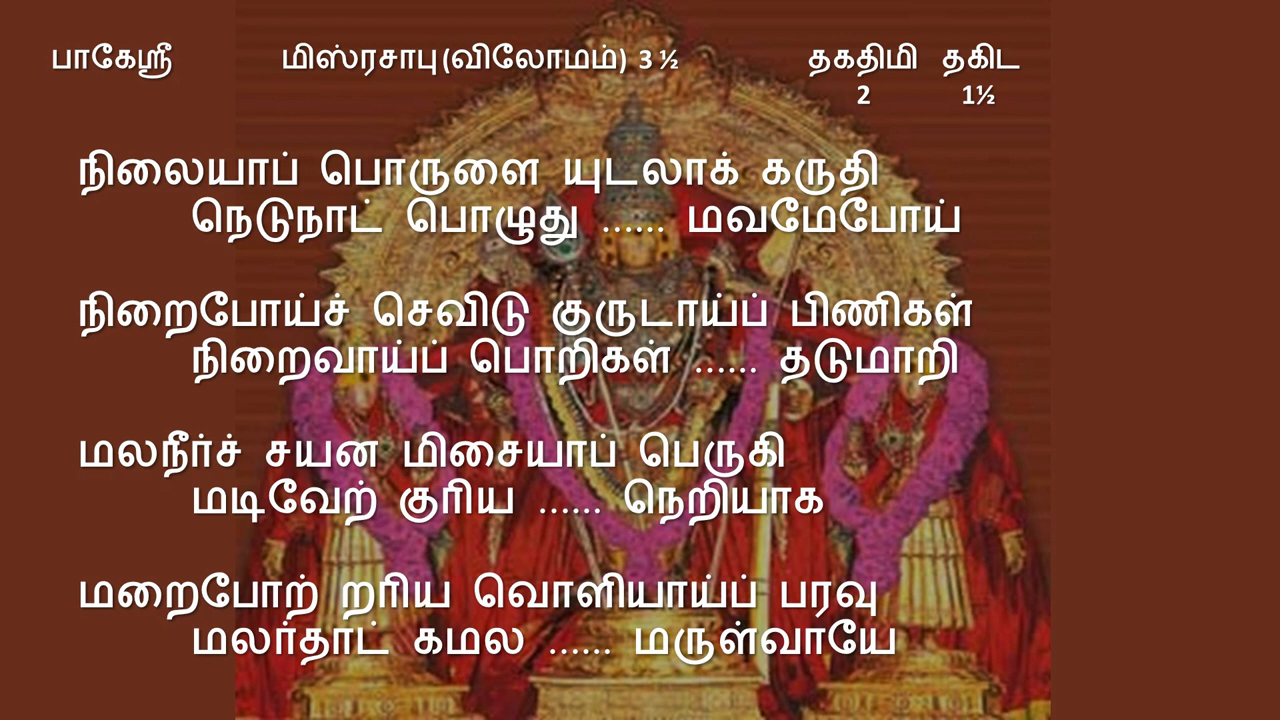 பாகேஸ்ரீ மிஸ்ரசாபு (விலோமம்) 3 ½ தகதிமி தகிட
2 1½
நிலையாப் பொருளை யுடலாக் கருதி
நெடுநாட் பொழுது ...... மவமேபோய்
நிறைபோய்ச் செவிடு குருடாய்ப் பிணிகள்
நிறைவாய்ப் பொறிகள் ...... தடுமாறி
மலநீர்ச் சயன மிசையாப் பெருகி
மடிவேற் குரிய ...... நெறியாக
மறைபோற் றரிய வொளியாய்ப் பரவு
மலர்தாட் கமல ...... மருள்வாயே